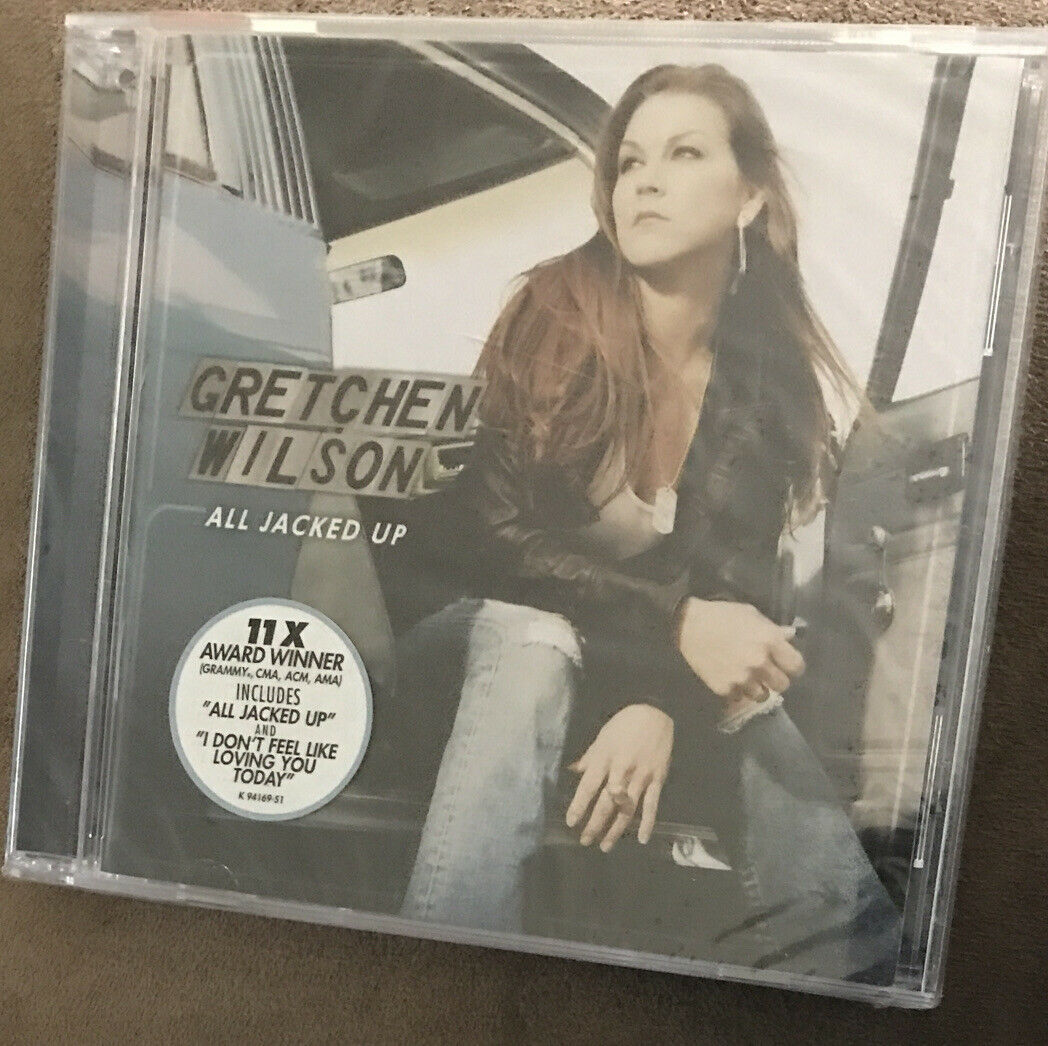 GRETCHEN
WILSON
ALL JACKED UP
11X
AWARD WINNER
(GRAMMY®, CMA, ACM, AMA)
INCLUDES
"ALL JACKED UP"
AND
"I DON'T FEEL LIKE
LOVING YOU
TODAY"
K 94169-S1